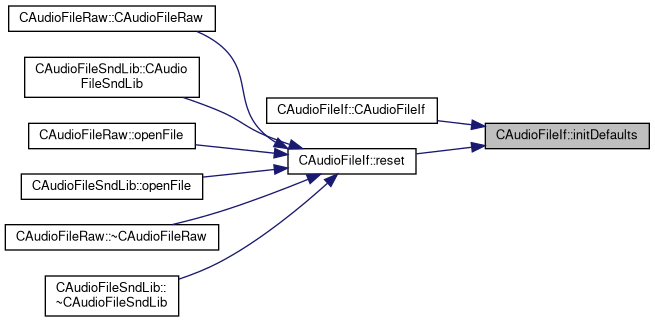 CAudioFileRaw::CAudioFileRaw
CAudioFileSndLib::CAudio
FileSndLib
CAudioFileRaw::openFile
CAudioFileSndLib::openFile
CAudioFileRaw::~CAudioFileRaw
CAudioFileSndLib::
~CAudioFileSndLib
CAudioFileIf::CAudioFileIf
CAudioFileIf::reset
CAudioFileIf::initDefaults